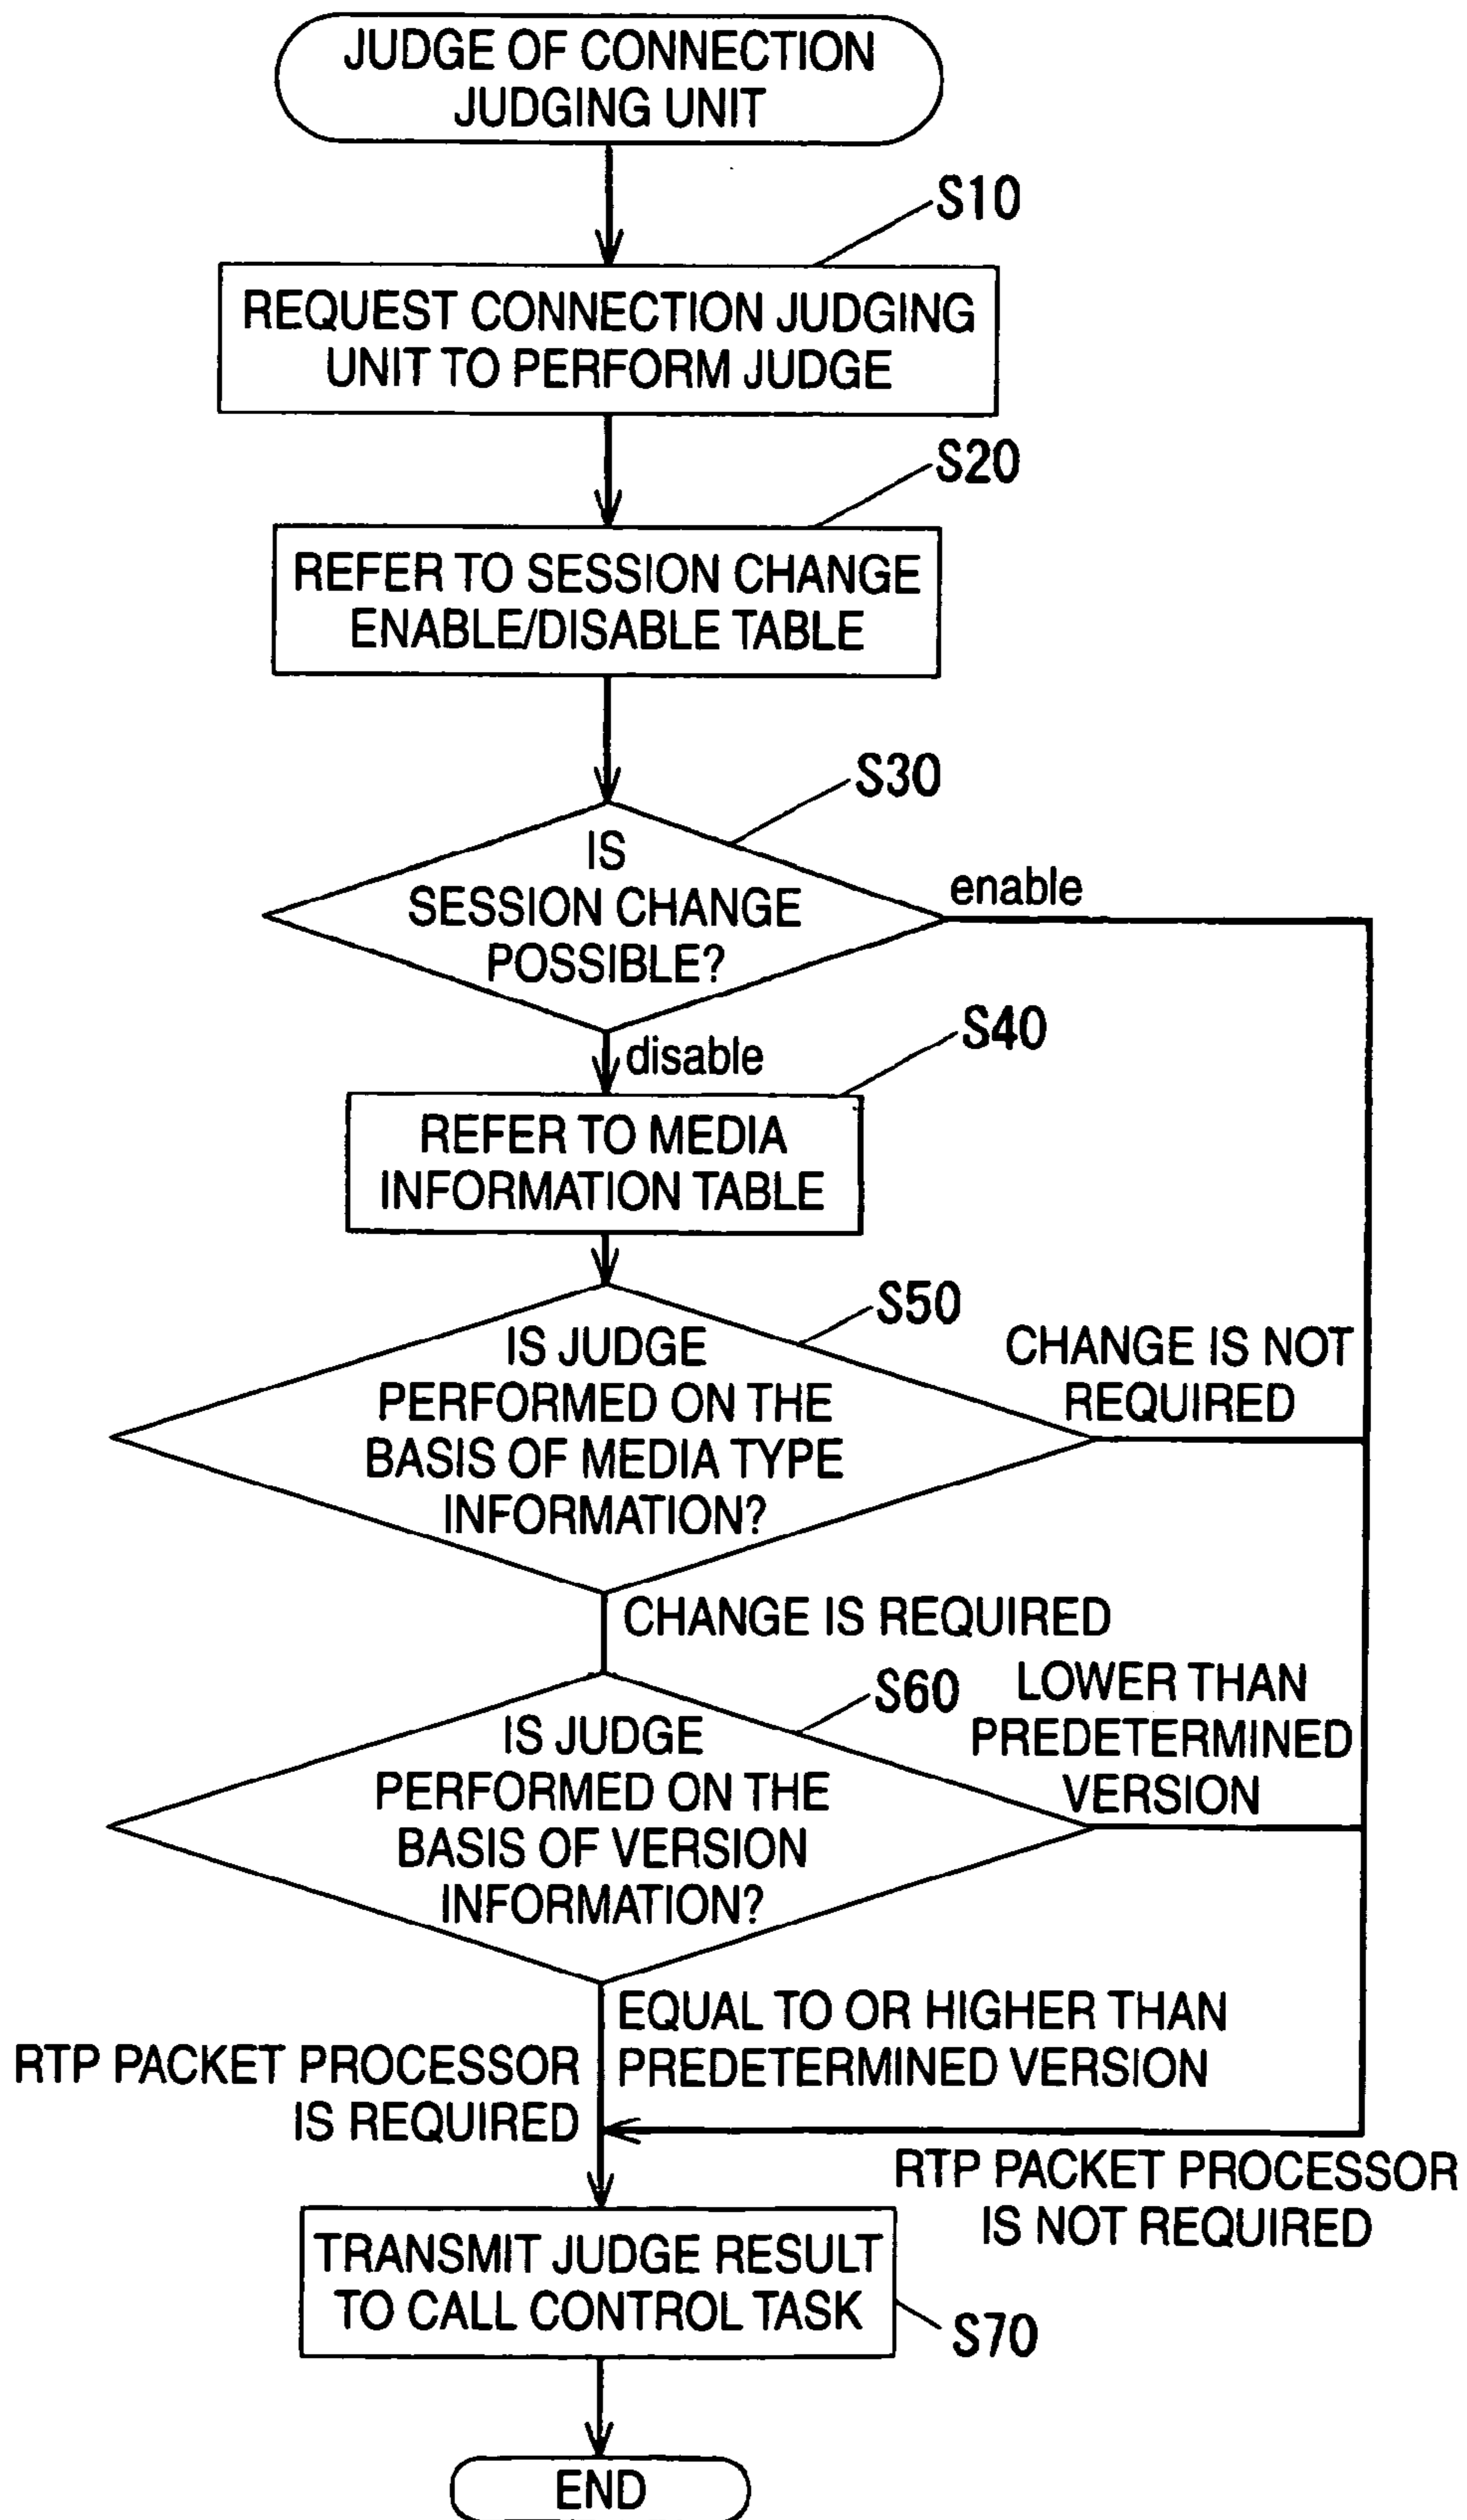 JUDGE OF CONNECTION
JUDGING UNIT
S10
REQUEST CONNECTION JUDGING
UNIT TO PERFORM JUDGE
S20
REFER TO SESSION CHANGE
ENABLE/DISABLE TABLE
S30
IS
SESSION CHANGE
POSSIBLE?
enable
disable
S40
REFER TO MEDIA
INFORMATION TABLE
S50
IS JUDGE
PERFORMED ON THE
BASIS OF MEDIA TYPE
INFORMATION?
CHANGE IS NOT
REQUIRED
CHANGE IS REQUIRED
S60
IS JUDGE
PERFORMED ON THE
BASIS OF VERSION
INFORMATION?
LOWER THAN
PREDETERMINED
VERSION
EQUAL TO OR HIGHER THAN
PREDETERMINED VERSION
RTP PACKET PROCESSOR
IS REQUIRED
RTP PACKET PROCESSOR
IS NOT REQUIRED
TRANSMIT JUDGE RESULT
TO CALL CONTROL TASK
S70
END